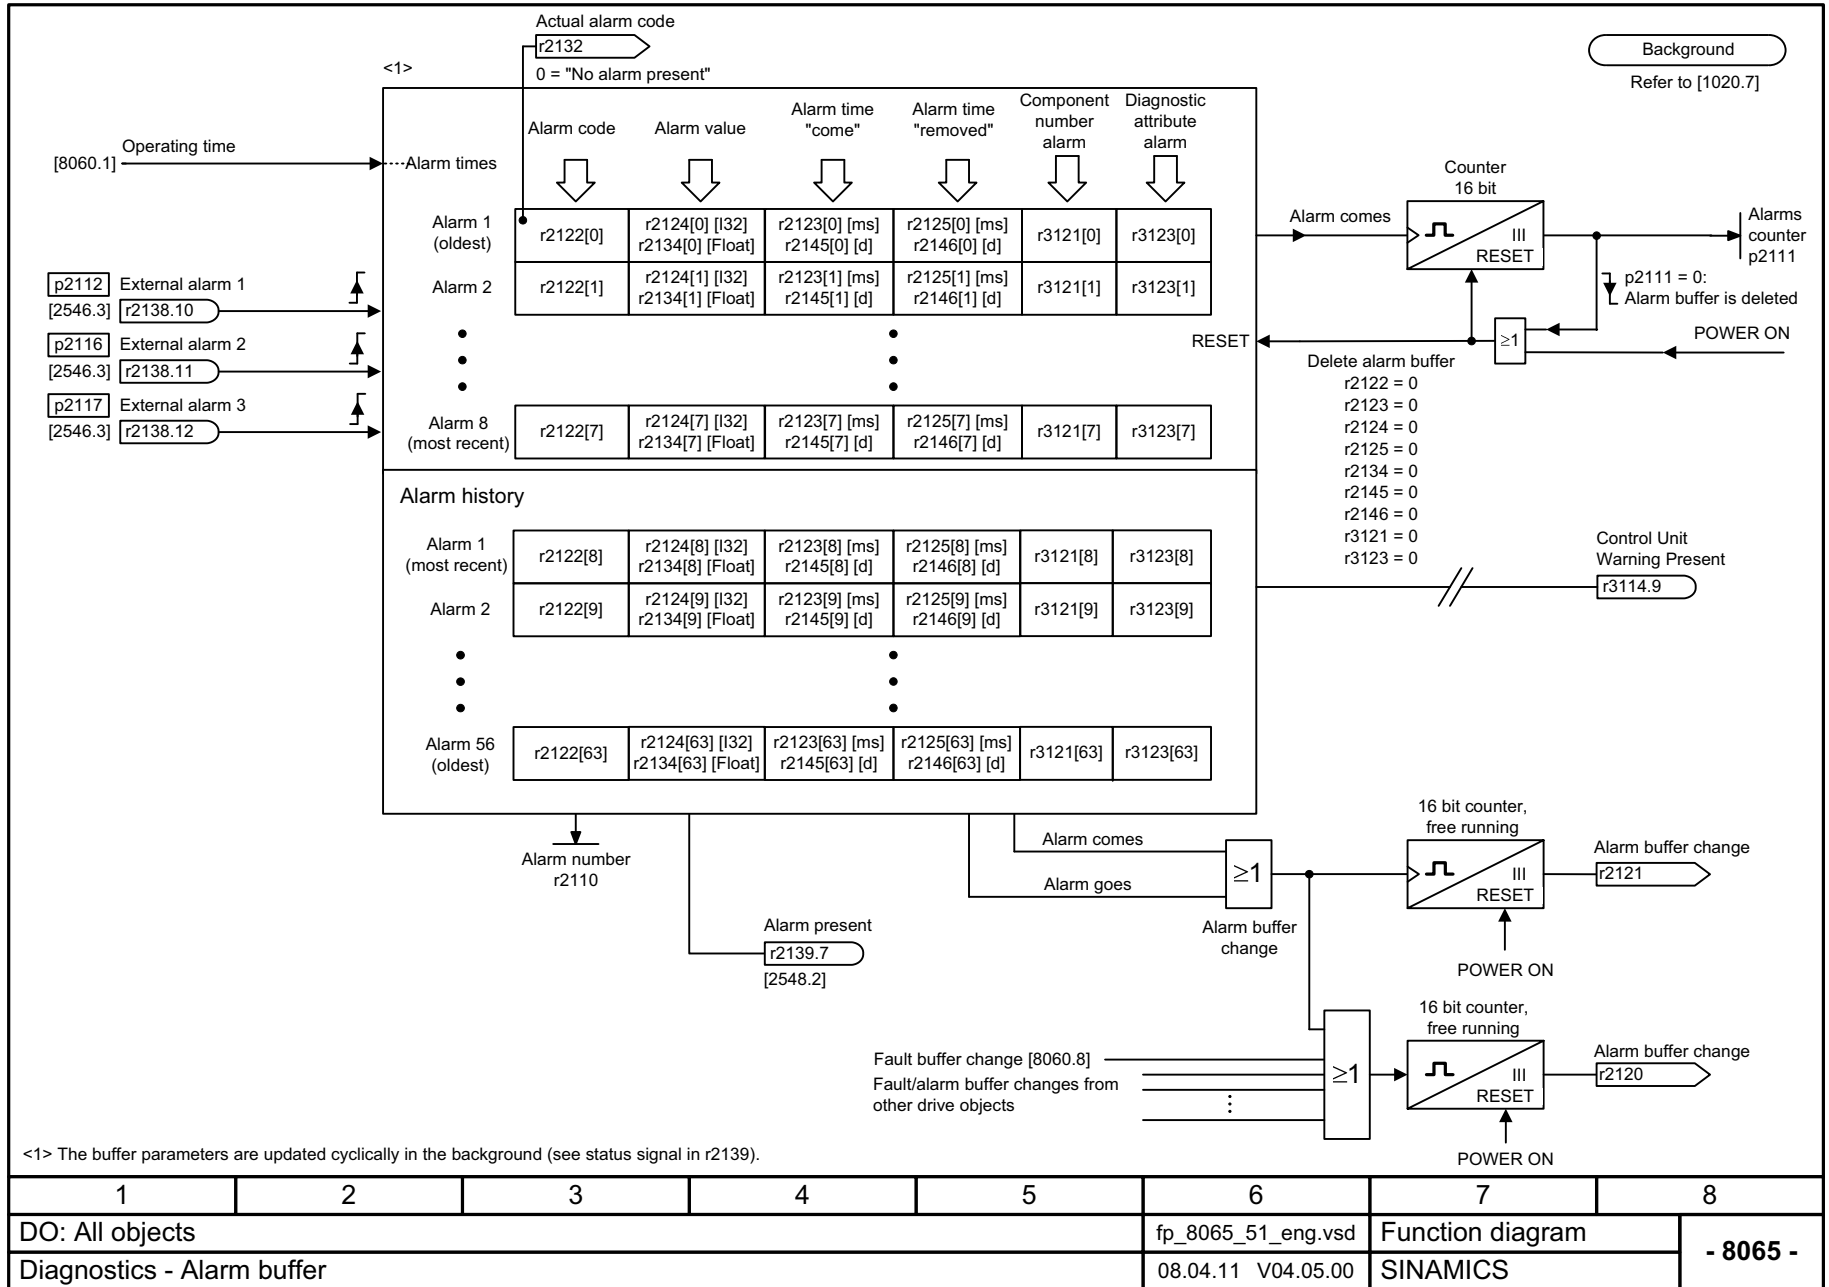 Actual alarm code
r2132
0 = "No alarm present"
<1>
Background
Refer to [1020.7]
Operating time
[8060.1]
Alarm times
Alarm code
Alarm value
Alarm time
"come"
Alarm time
"removed"
Component
number
alarm
Diagnostic
attribute
alarm
Alarm 1
(oldest)
r2122[0]
r2124[0] [I32]
r2134[0] [Float]
r2123[0] [ms]
r2145[0] [d]
r2125[0] [ms]
r2146[0] [d]
r3121[0]
r3123[0]
Alarm 2
r2122[1]
r2124[1] [I32]
r2134[1] [Float]
r2123[1] [ms]
r2145[1] [d]
r2125[1] [ms]
r2146[1] [d]
r3121[1]
r3123[1]
Alarm 8
(most recent)
r2122[7]
r2124[7] [I32]
r2134[7] [Float]
r2123[7] [ms]
r2145[7] [d]
r2125[7] [ms]
r2146[7] [d]
r3121[7]
r3123[7]
p2112 External alarm 1
[2546.3] r2138.10
p2116 External alarm 2
[2546.3] r2138.11
p2117 External alarm 3
[2546.3] r2138.12
Alarm comes
Counter
16 bit
III
RESET
Alarms
counter
p2111
p2111 = 0:
Alarm buffer is deleted
POWER ON
≥1
RESET
Delete alarm buffer
r2122 = 0
r2123 = 0
r2124 = 0
r2125 = 0
r2134 = 0
r2145 = 0
r2146 = 0
r3121 = 0
r3123 = 0
Alarm history
Alarm 1
(most recent)
r2122[8]
r2124[8] [I32]
r2134[8] [Float]
r2123[8] [ms]
r2145[8] [d]
r2125[8] [ms]
r2146[8] [d]
r3121[8]
r3123[8]
Alarm 2
r2122[9]
r2124[9] [I32]
r2134[9] [Float]
r2123[9] [ms]
r2145[9] [d]
r2125[9] [ms]
r2146[9] [d]
r3121[9]
r3123[9]
Alarm 56
(oldest)
r2122[63]
r2124[63] [I32]
r2134[63] [Float]
r2123[63] [ms]
r2145[63] [d]
r2125[63] [ms]
r2146[63] [d]
r3121[63]
r3123[63]
Control Unit
Warning Present
r3114.9
Alarm number
r2110
Alarm present
r2139.7
[2548.2]
Alarm comes
Alarm goes
≥1
Alarm buffer
change
16 bit counter,
free running
III
RESET
POWER ON
Alarm buffer change
r2121
Fault buffer change [8060.8]
Fault/alarm buffer changes from
other drive objects
≥1
16 bit counter,
free running
III
RESET
POWER ON
Alarm buffer change
r2120
<1> The buffer parameters are updated cyclically in the background (see status signal in r2139).
1 2 3 4 5 6 7 8
DO: All objects
fp_8065_51_eng.vsd
Function diagram
- 8065 -
Diagnostics - Alarm buffer
08.04.11 V04.05.00
SINAMICS